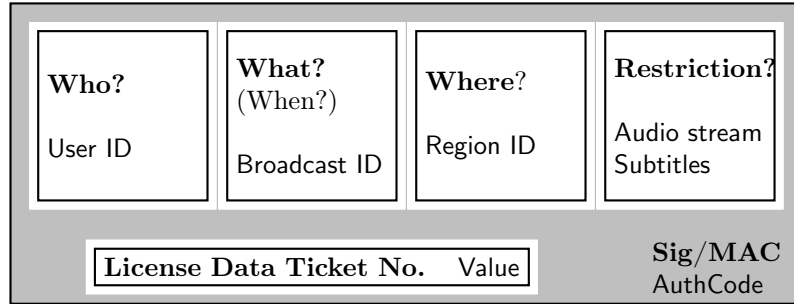 Who?
User ID
What?
(When?)
Broadcast ID
Where?
Region ID
Restriction?
Audio stream
Subtitles
License Data Ticket No. Value
Sig/MAC
AuthCode